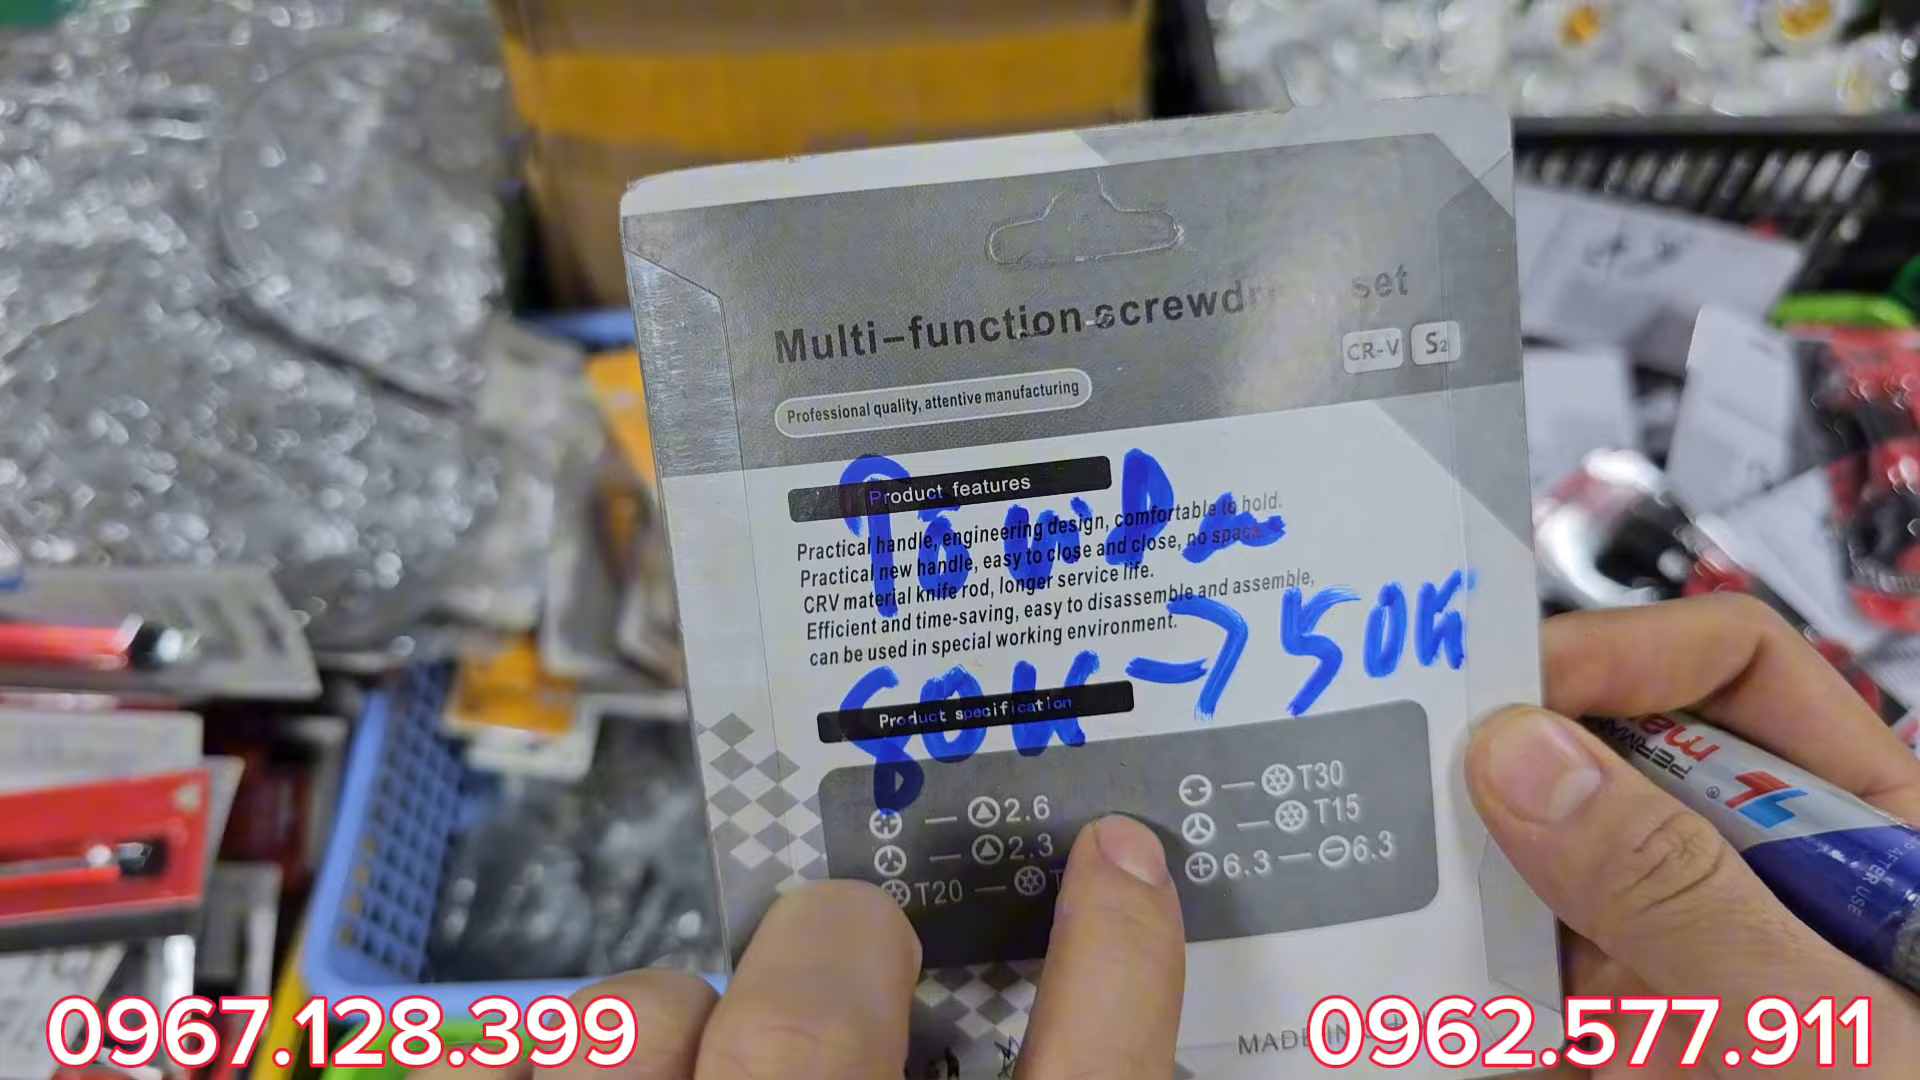 Multi-function screwdr set
CR-V S2
Professional quality, attentive manufacturing
Product features
Practical handle, engineering design, comfortable to hold.
Practical new handle, easy to close and close, no space.
CRV material knife rod, longer service life.
Efficient and time-saving, easy to disassemble and assemble,
can be used in special working environment.
80K → 50K
Product specification
— 2.6
— T30
— 2.3
— T15
T20 —
6.3 — 6.3
MADE IN
PERMAN
0967.128.399
0962.577.911